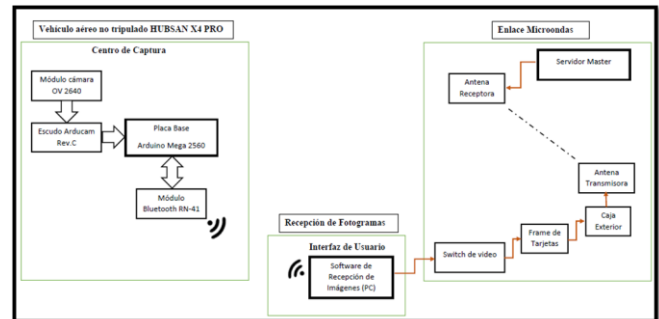 Vehículo aéreo no tripulado HUBSAN X4 PRO
Centro de Captura
Módulo cámara
OV 2640
Escudo Arducam
Rev.C
Placa Base
Arduino Mega 2560
Módulo
Bluetooth RN-41
Recepción de Fotogramas
Interfaz de Usuario
Software de
Recepción de
Imágenes (PC)
Enlace Microondas
Servidor Master
Antena
Receptora
Antena
Transmisora
Caja
Exterior
Frame de
Tarjetas
Switch de video